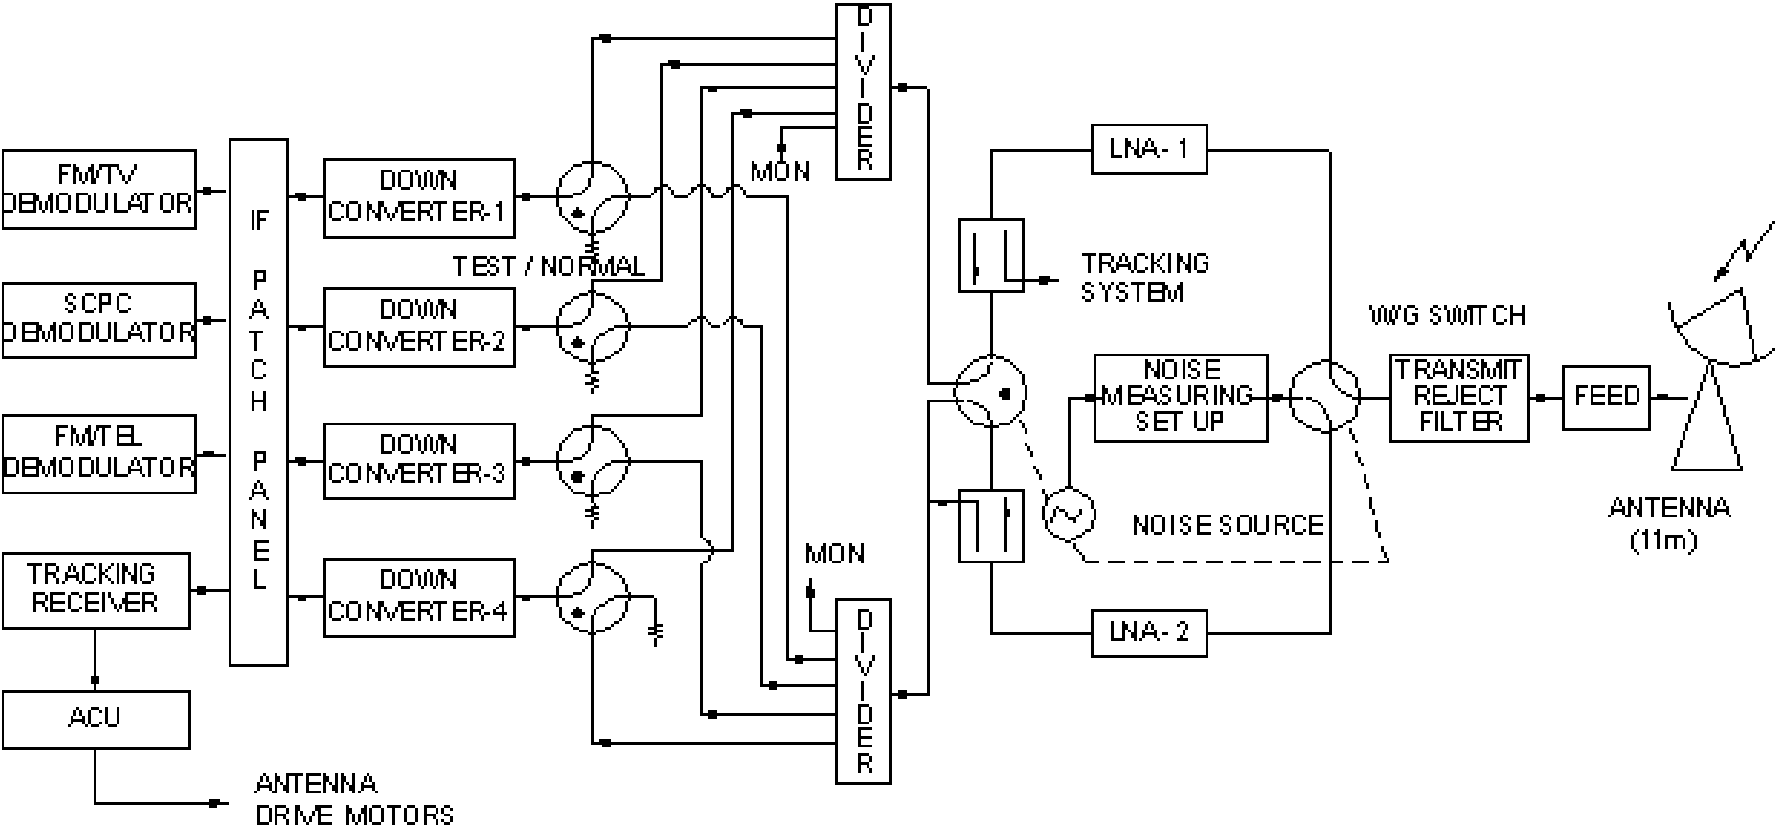 DIVIDER
MON
LNA- 1
FM/TV
DEMODULATOR
DOWN
CONVERTER-1
IF PATCH PANEL
TEST / NORMAL
TRACKING
SYSTEM
SCPC
DEMODULATOR
DOWN
CONVERTER-2
W/G SWITCH
NOISE
MEASURING
SET UP
TRANSMIT
REJECT
FILTER
FEED
FM/TEL
DEMODULATOR
DOWN
CONVERTER-3
NOISE SOURCE
ANTENNA
(11m)
MON
TRACKING
RECEIVER
DOWN
CONVERTER-4
DIVIDER
LNA- 2
ACU
ANTENNA
DRIVE MOTORS